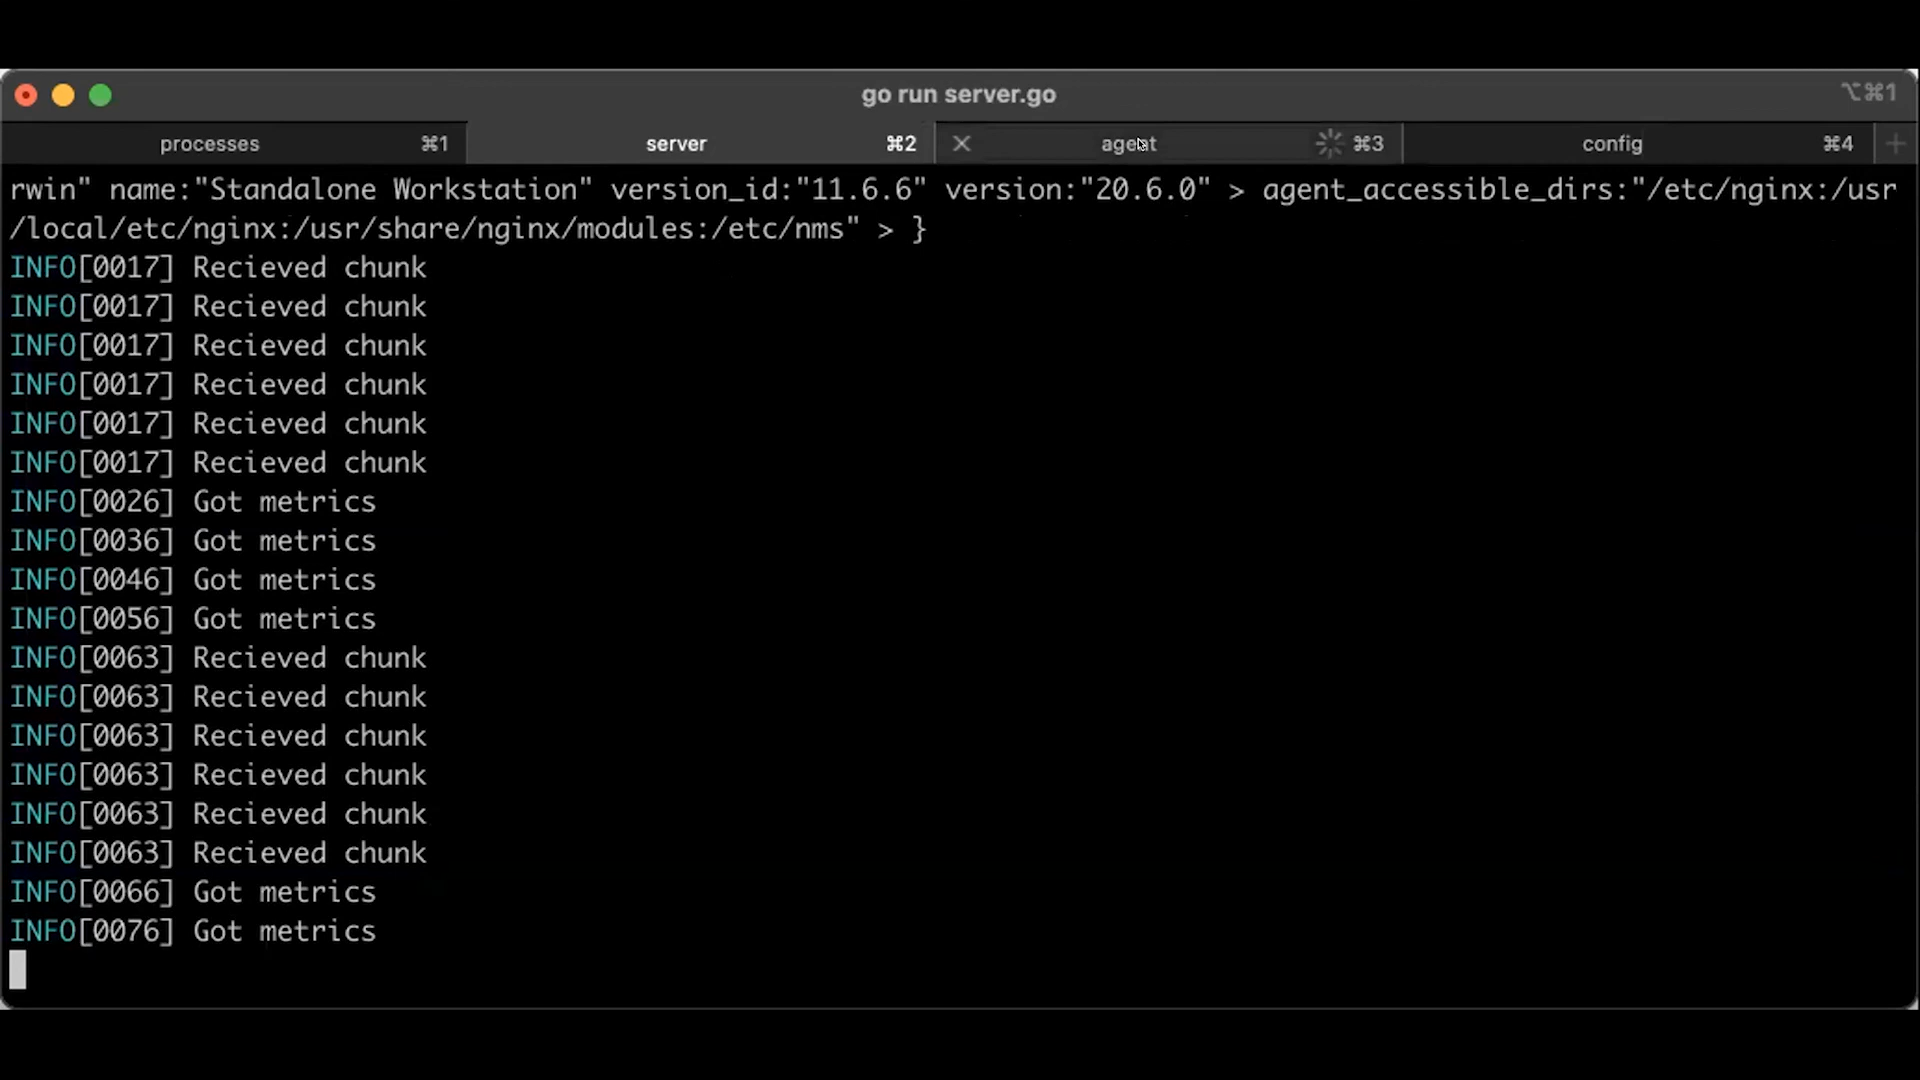 go run server.go
⌥⌘1
processes ⌘1 server ⌘2 agent ⌘3 config ⌘4
rwin" name:"Standalone Workstation" version_id:"11.6.6" version:"20.6.0" > agent_accessible_dirs:"/etc/nginx:/usr
/local/etc/nginx:/usr/share/nginx/modules:/etc/nms" > }
INFO[0017] Recieved chunk
INFO[0017] Recieved chunk
INFO[0017] Recieved chunk
INFO[0017] Recieved chunk
INFO[0017] Recieved chunk
INFO[0017] Recieved chunk
INFO[0026] Got metrics
INFO[0036] Got metrics
INFO[0046] Got metrics
INFO[0056] Got metrics
INFO[0063] Recieved chunk
INFO[0063] Recieved chunk
INFO[0063] Recieved chunk
INFO[0063] Recieved chunk
INFO[0063] Recieved chunk
INFO[0063] Recieved chunk
INFO[0066] Got metrics
INFO[0076] Got metrics